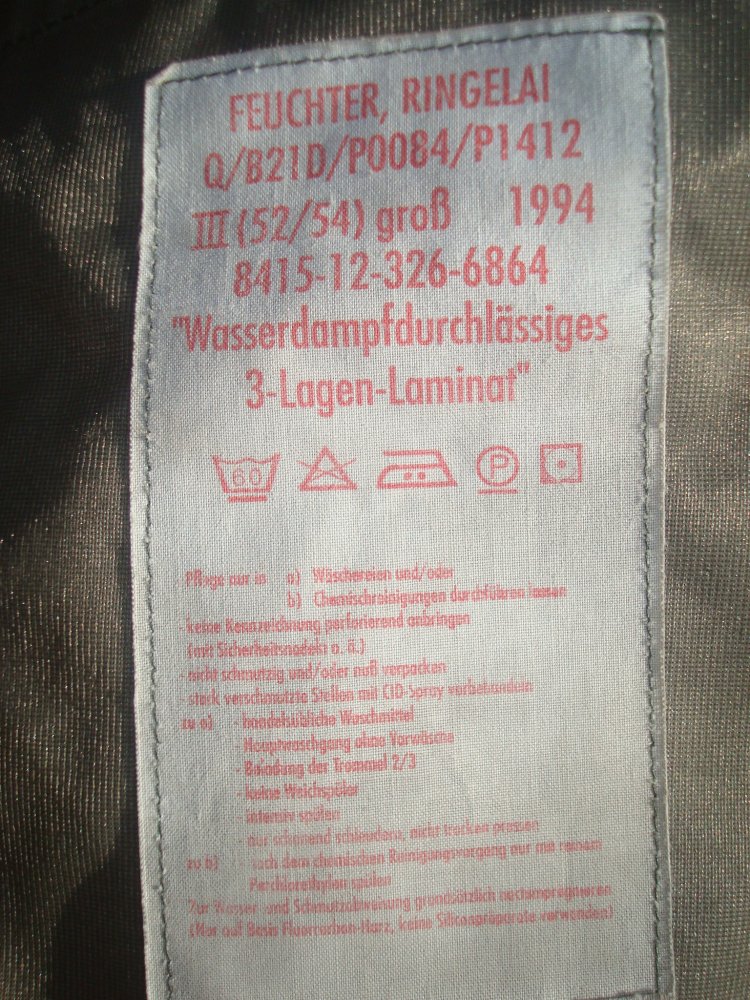 FEUCHTER, RINGELAI
Q/B21D/P0084/P1412
III (52/54) groß 1994
8415-12-326-6864
"Wasserdampfdurchlässiges
3-Lagen-Laminat"
60 P
Pflege nur in a) Wäschereien und/oder
b) Chemischreinigungen durchführen lassen
- keine Kennzeichnung perforierend anbringen
(mit Sicherheitsnadeln o. ä.)
- nicht schmutzig und/oder naß verpacken
- stark verschmutzte Stellen mit vorbehandeln
zu a) - handelsübliche Waschmittel
- Hauptwaschgang ohne Vorwäsche
- Beladung der Trommel 2/3
- keine Weichspüler
- intensiv spülen
- nur schonend schleudern, nicht trocken pressen
zu b) - nach dem chemischen Reinigungsvorgang nur mit reinem
Perchlorethylen spülen
Zur Wasser- und Schmutzabweisung grundsätzlich nachimprägnieren
(Nur auf Basis Fluorcarbon-Harz, keine Siliconpräparate verwenden)